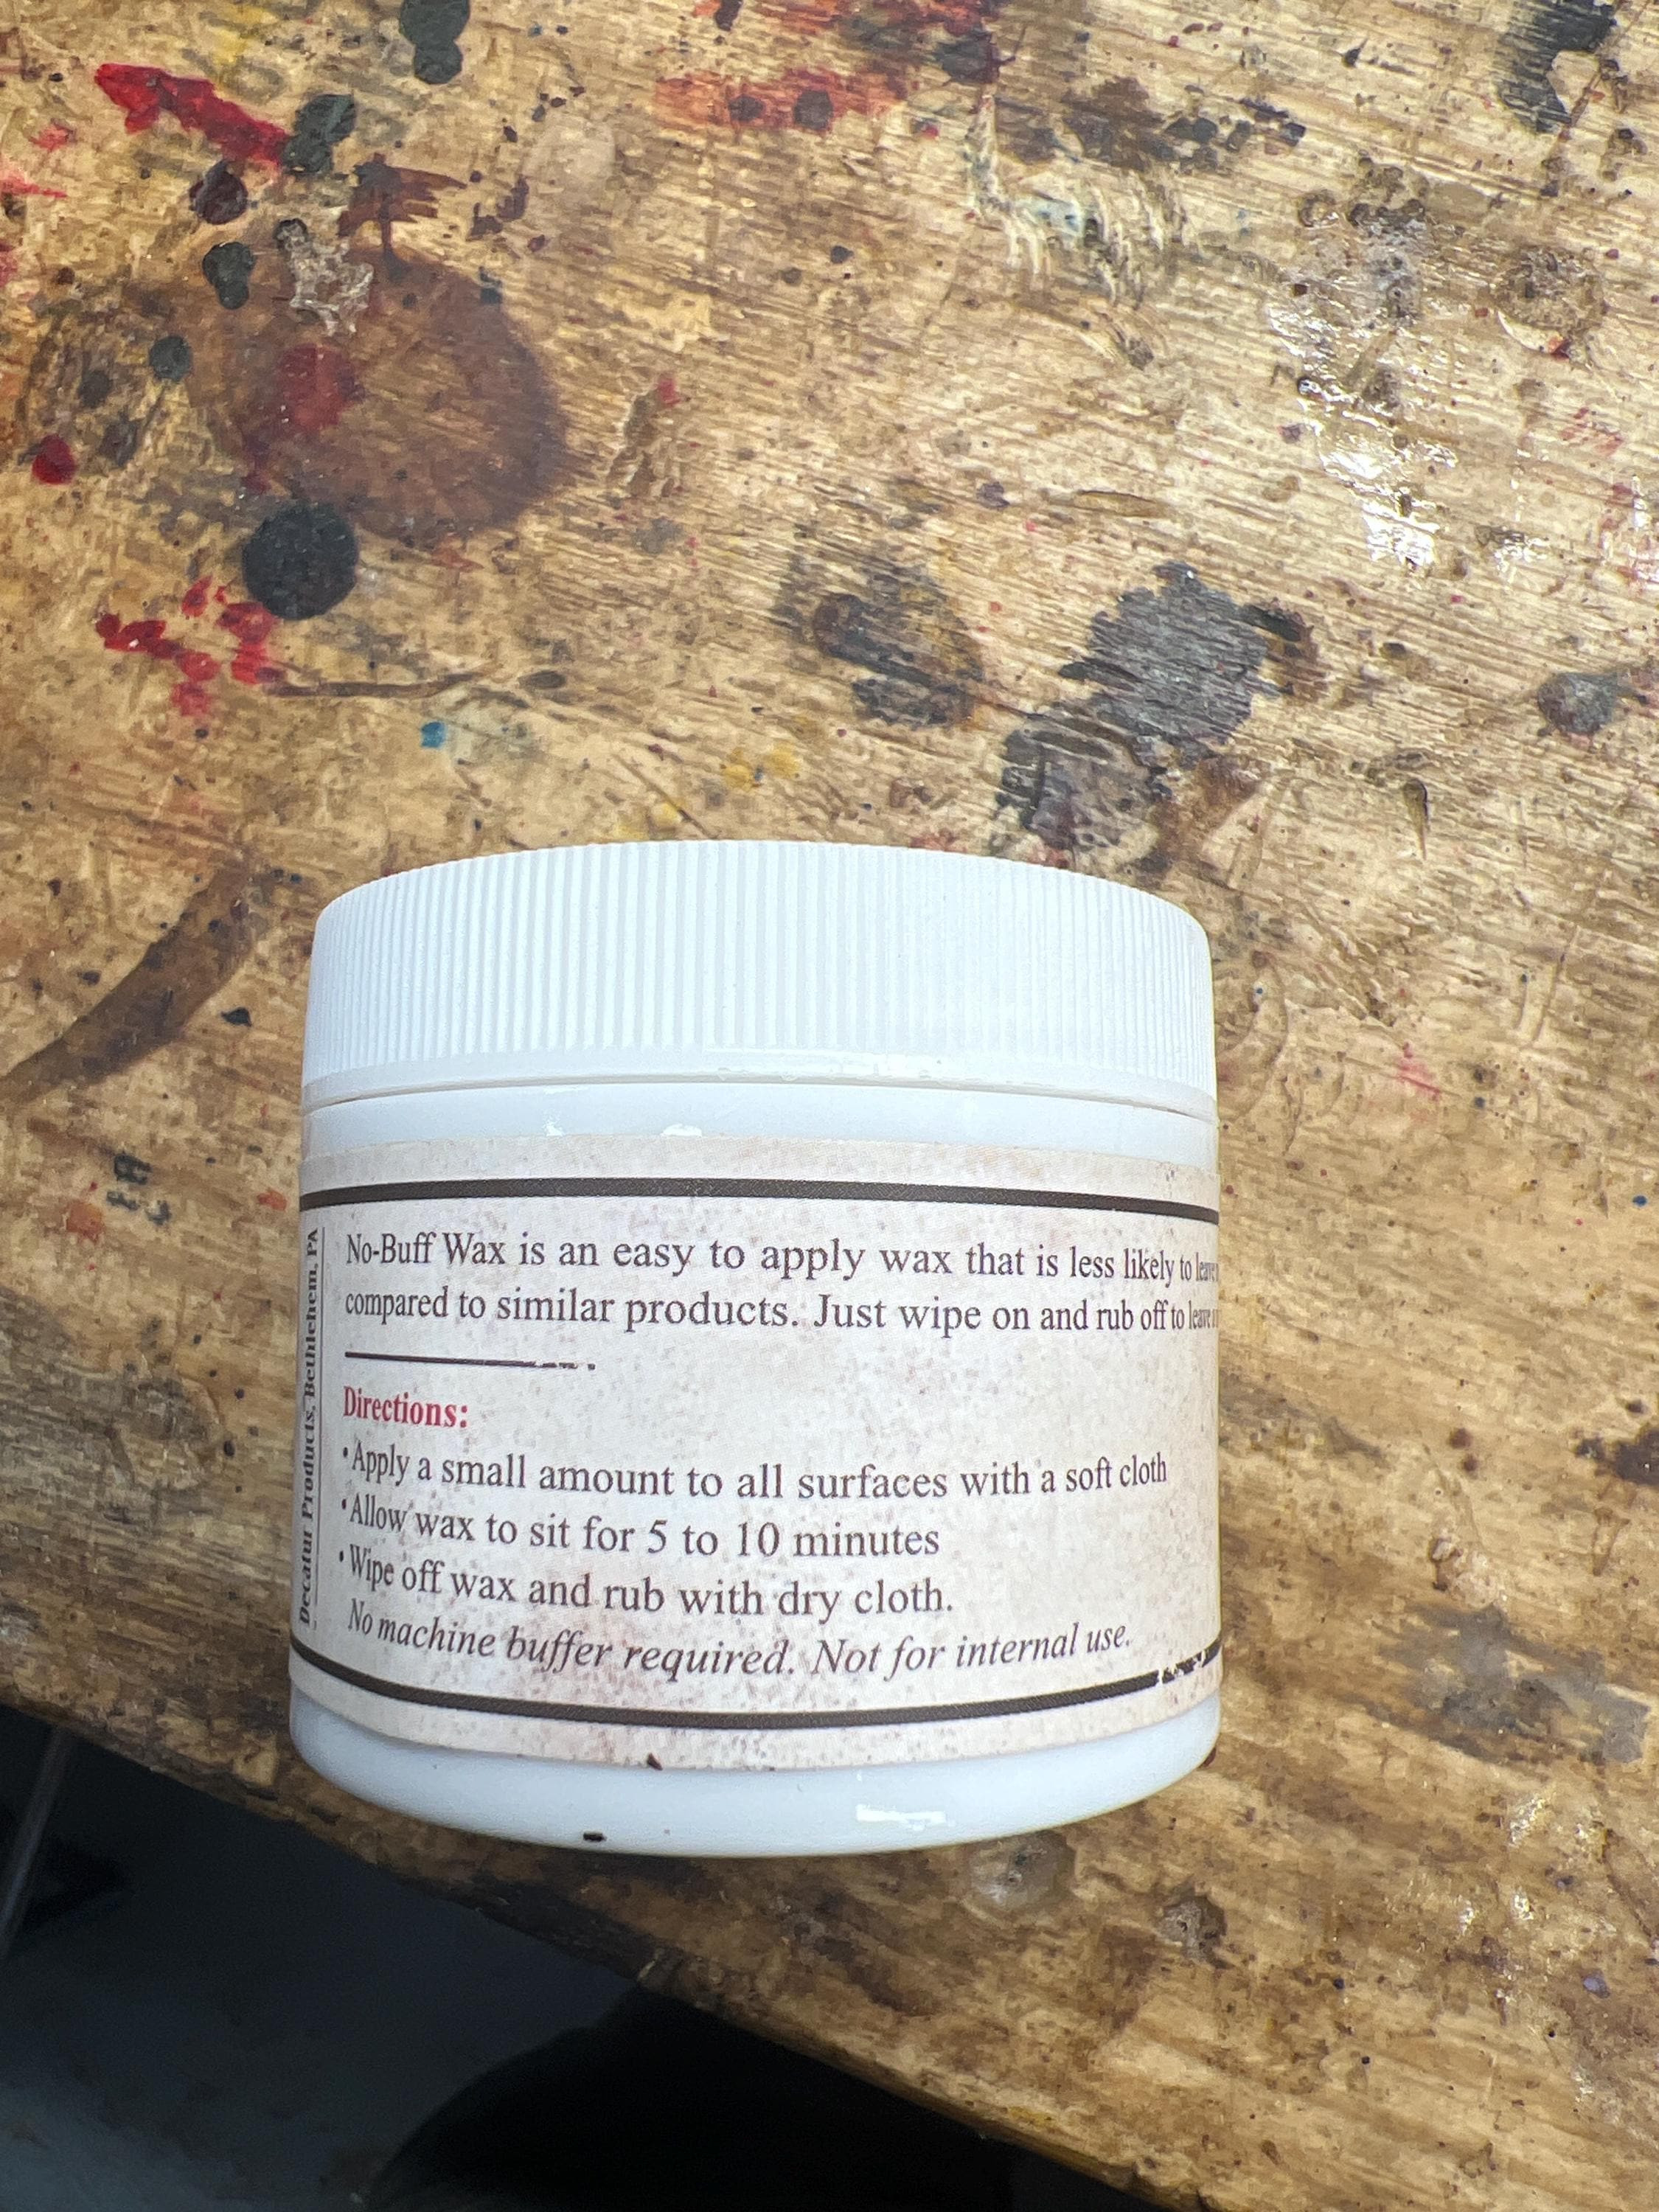 No-Buff Wax is an easy to apply wax that is less likely to leave
compared to similar products. Just wipe on and rub off to leave
Directions:
•Apply a small amount to all surfaces with a soft cloth
•Allow wax to sit for 5 to 10 minutes
•Wipe off wax and rub with dry cloth.
No machine buffer required. Not for internal use.
Decatur Products, Bethlehem, PA